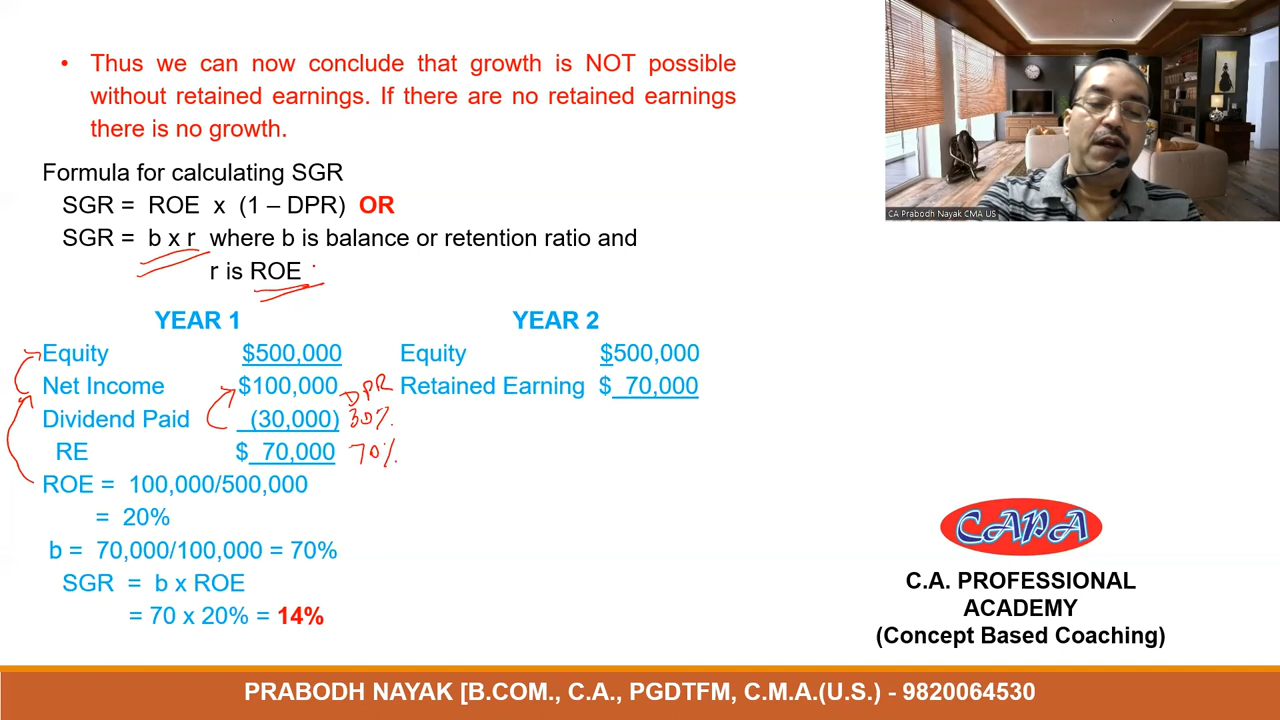 • Thus we can now conclude that growth is NOT possible
without retained earnings. If there are no retained earnings
there is no growth.
Formula for calculating SGR
SGR = ROE x (1 – DPR) OR
SGR = b x r where b is balance or retention ratio and
r is ROE
YEAR 1
Equity $500,000
Net Income $100,000 DPR
Dividend Paid (30,000) 30%
RE $ 70,000 70%
ROE = 100,000/500,000
= 20%
b = 70,000/100,000 = 70%
SGR = b x ROE
= 70 x 20% = 14%
YEAR 2
Equity $500,000
Retained Earning $ 70,000
CA Prabodh Nayak CMA US
CAPA
C.A. PROFESSIONAL
ACADEMY
(Concept Based Coaching)
PRABODH NAYAK [B.COM., C.A., PGDTFM, C.M.A.(U.S.) - 9820064530